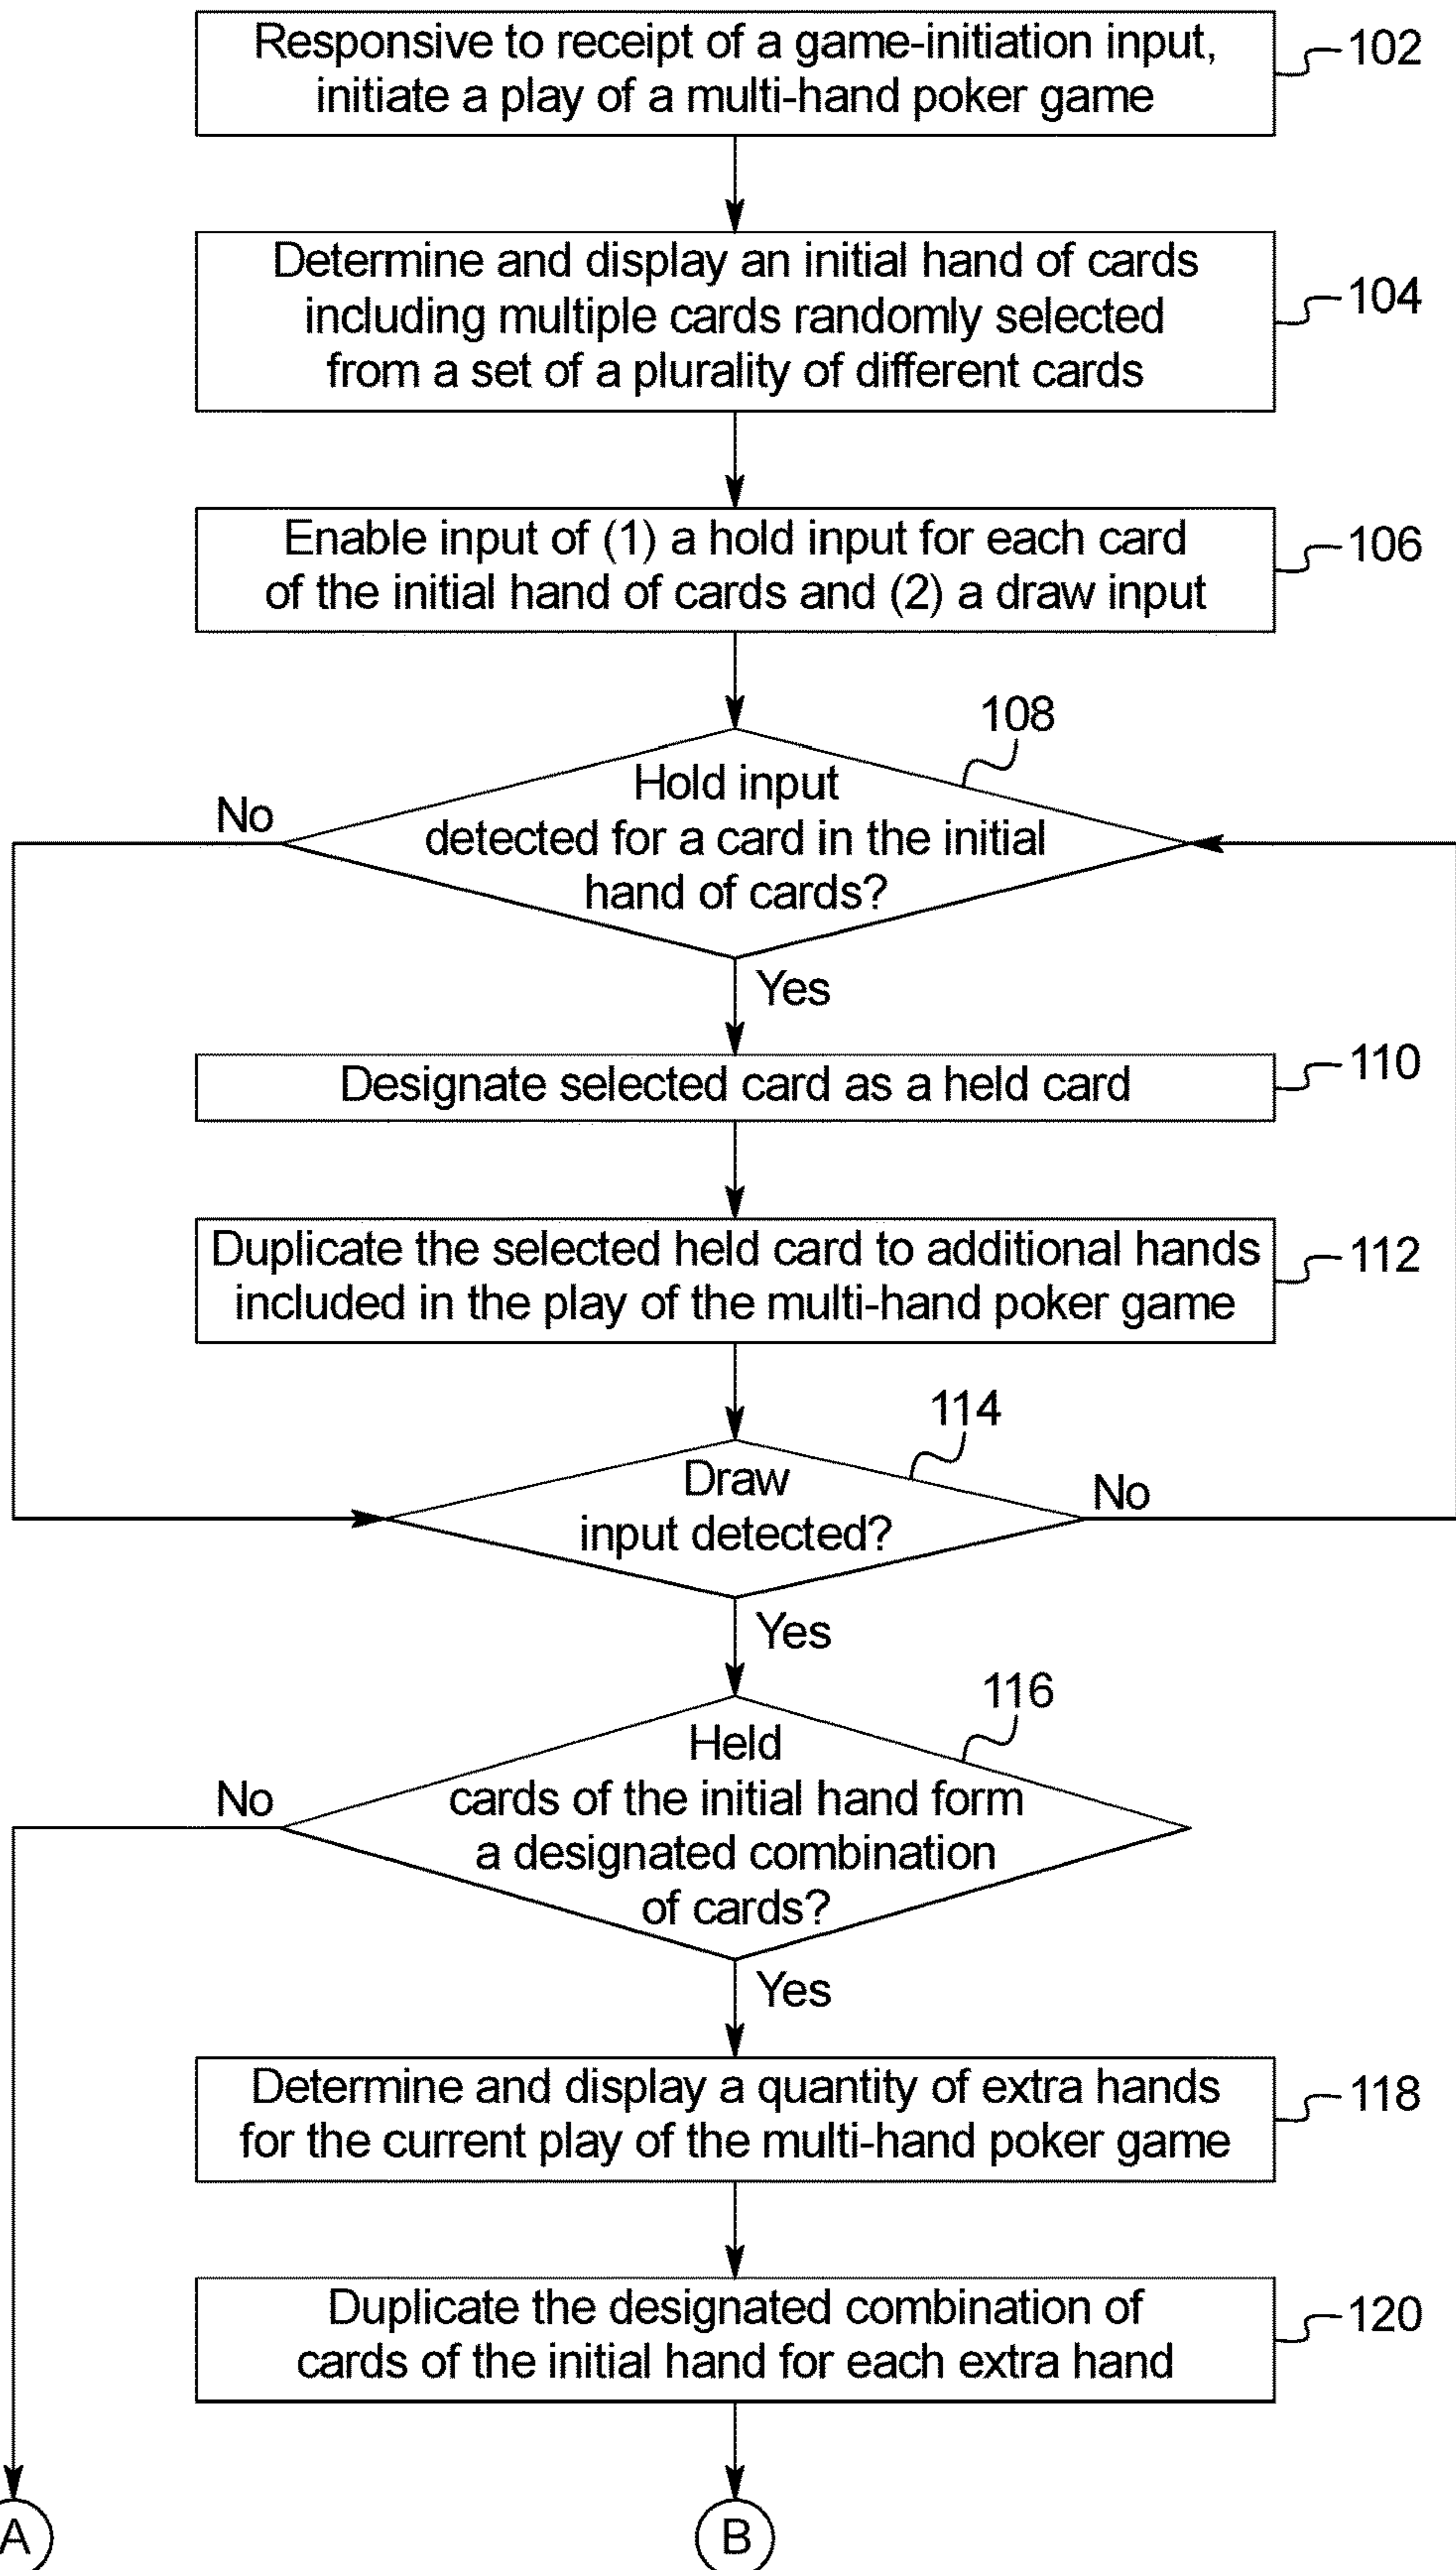 Responsive to receipt of a game-initiation input,
initiate a play of a multi-hand poker game
102
Determine and display an initial hand of cards
including multiple cards randomly selected
from a set of a plurality of different cards
104
Enable input of (1) a hold input for each card
of the initial hand of cards and (2) a draw input
106
108
Hold input
detected for a card in the initial
hand of cards?
No
Yes
Designate selected card as a held card
110
Duplicate the selected held card to additional hands
included in the play of the multi-hand poker game
112
114
Draw
input detected?
No
Yes
116
Held
cards of the initial hand form
a designated combination
of cards?
No
Yes
Determine and display a quantity of extra hands
for the current play of the multi-hand poker game
118
Duplicate the designated combination of
cards of the initial hand for each extra hand
120
A
B